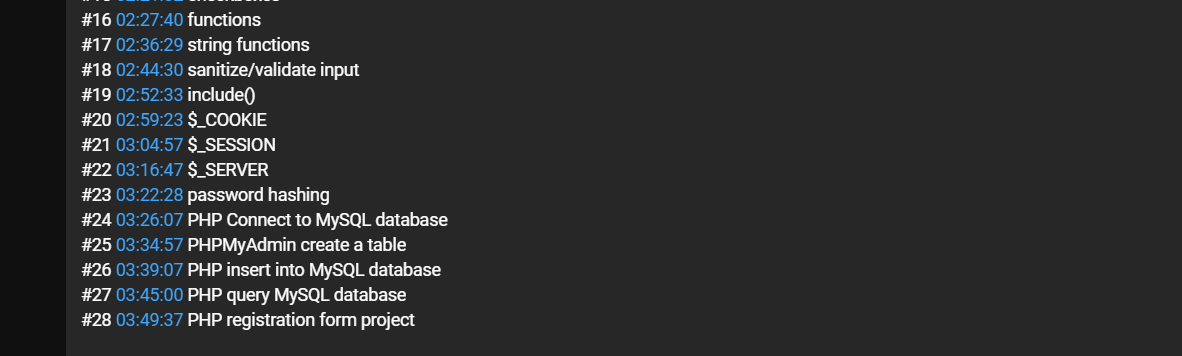 #16 02:27:40 functions
#17 02:36:29 string functions
#18 02:44:30 sanitize/validate input
#19 02:52:33 include()
#20 02:59:23 $_COOKIE
#21 03:04:57 $_SESSION
#22 03:16:47 $_SERVER
#23 03:22:28 password hashing
#24 03:26:07 PHP Connect to MySQL database
#25 03:34:57 PHPMyAdmin create a table
#26 03:39:07 PHP insert into MySQL database
#27 03:45:00 PHP query MySQL database
#28 03:49:37 PHP registration form project